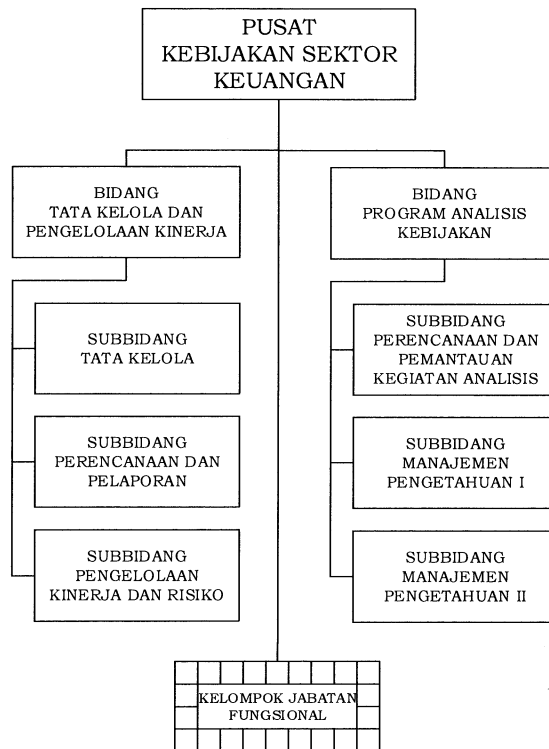 PUSAT
KEBIJAKAN SEKTOR
KEUANGAN
BIDANG
TATA KELOLA DAN
PENGELOLAAN KINERJA
SUBBIDANG
TATA KELOLA
SUBBIDANG
PERENCANAAN DAN
PELAPORAN
SUBBIDANG
PENGELOLAAN
KINERJA DAN RISIKO
BIDANG
PROGRAM ANALISIS
KEBIJAKAN
SUBBIDANG
PERENCANAAN DAN
PEMANTAUAN
KEGIATAN ANALISIS
SUBBIDANG
MANAJEMEN
PENGETAHUAN I
SUBBIDANG
MANAJEMEN
PENGETAHUAN II
KELOMPOK JABATAN
FUNGSIONAL